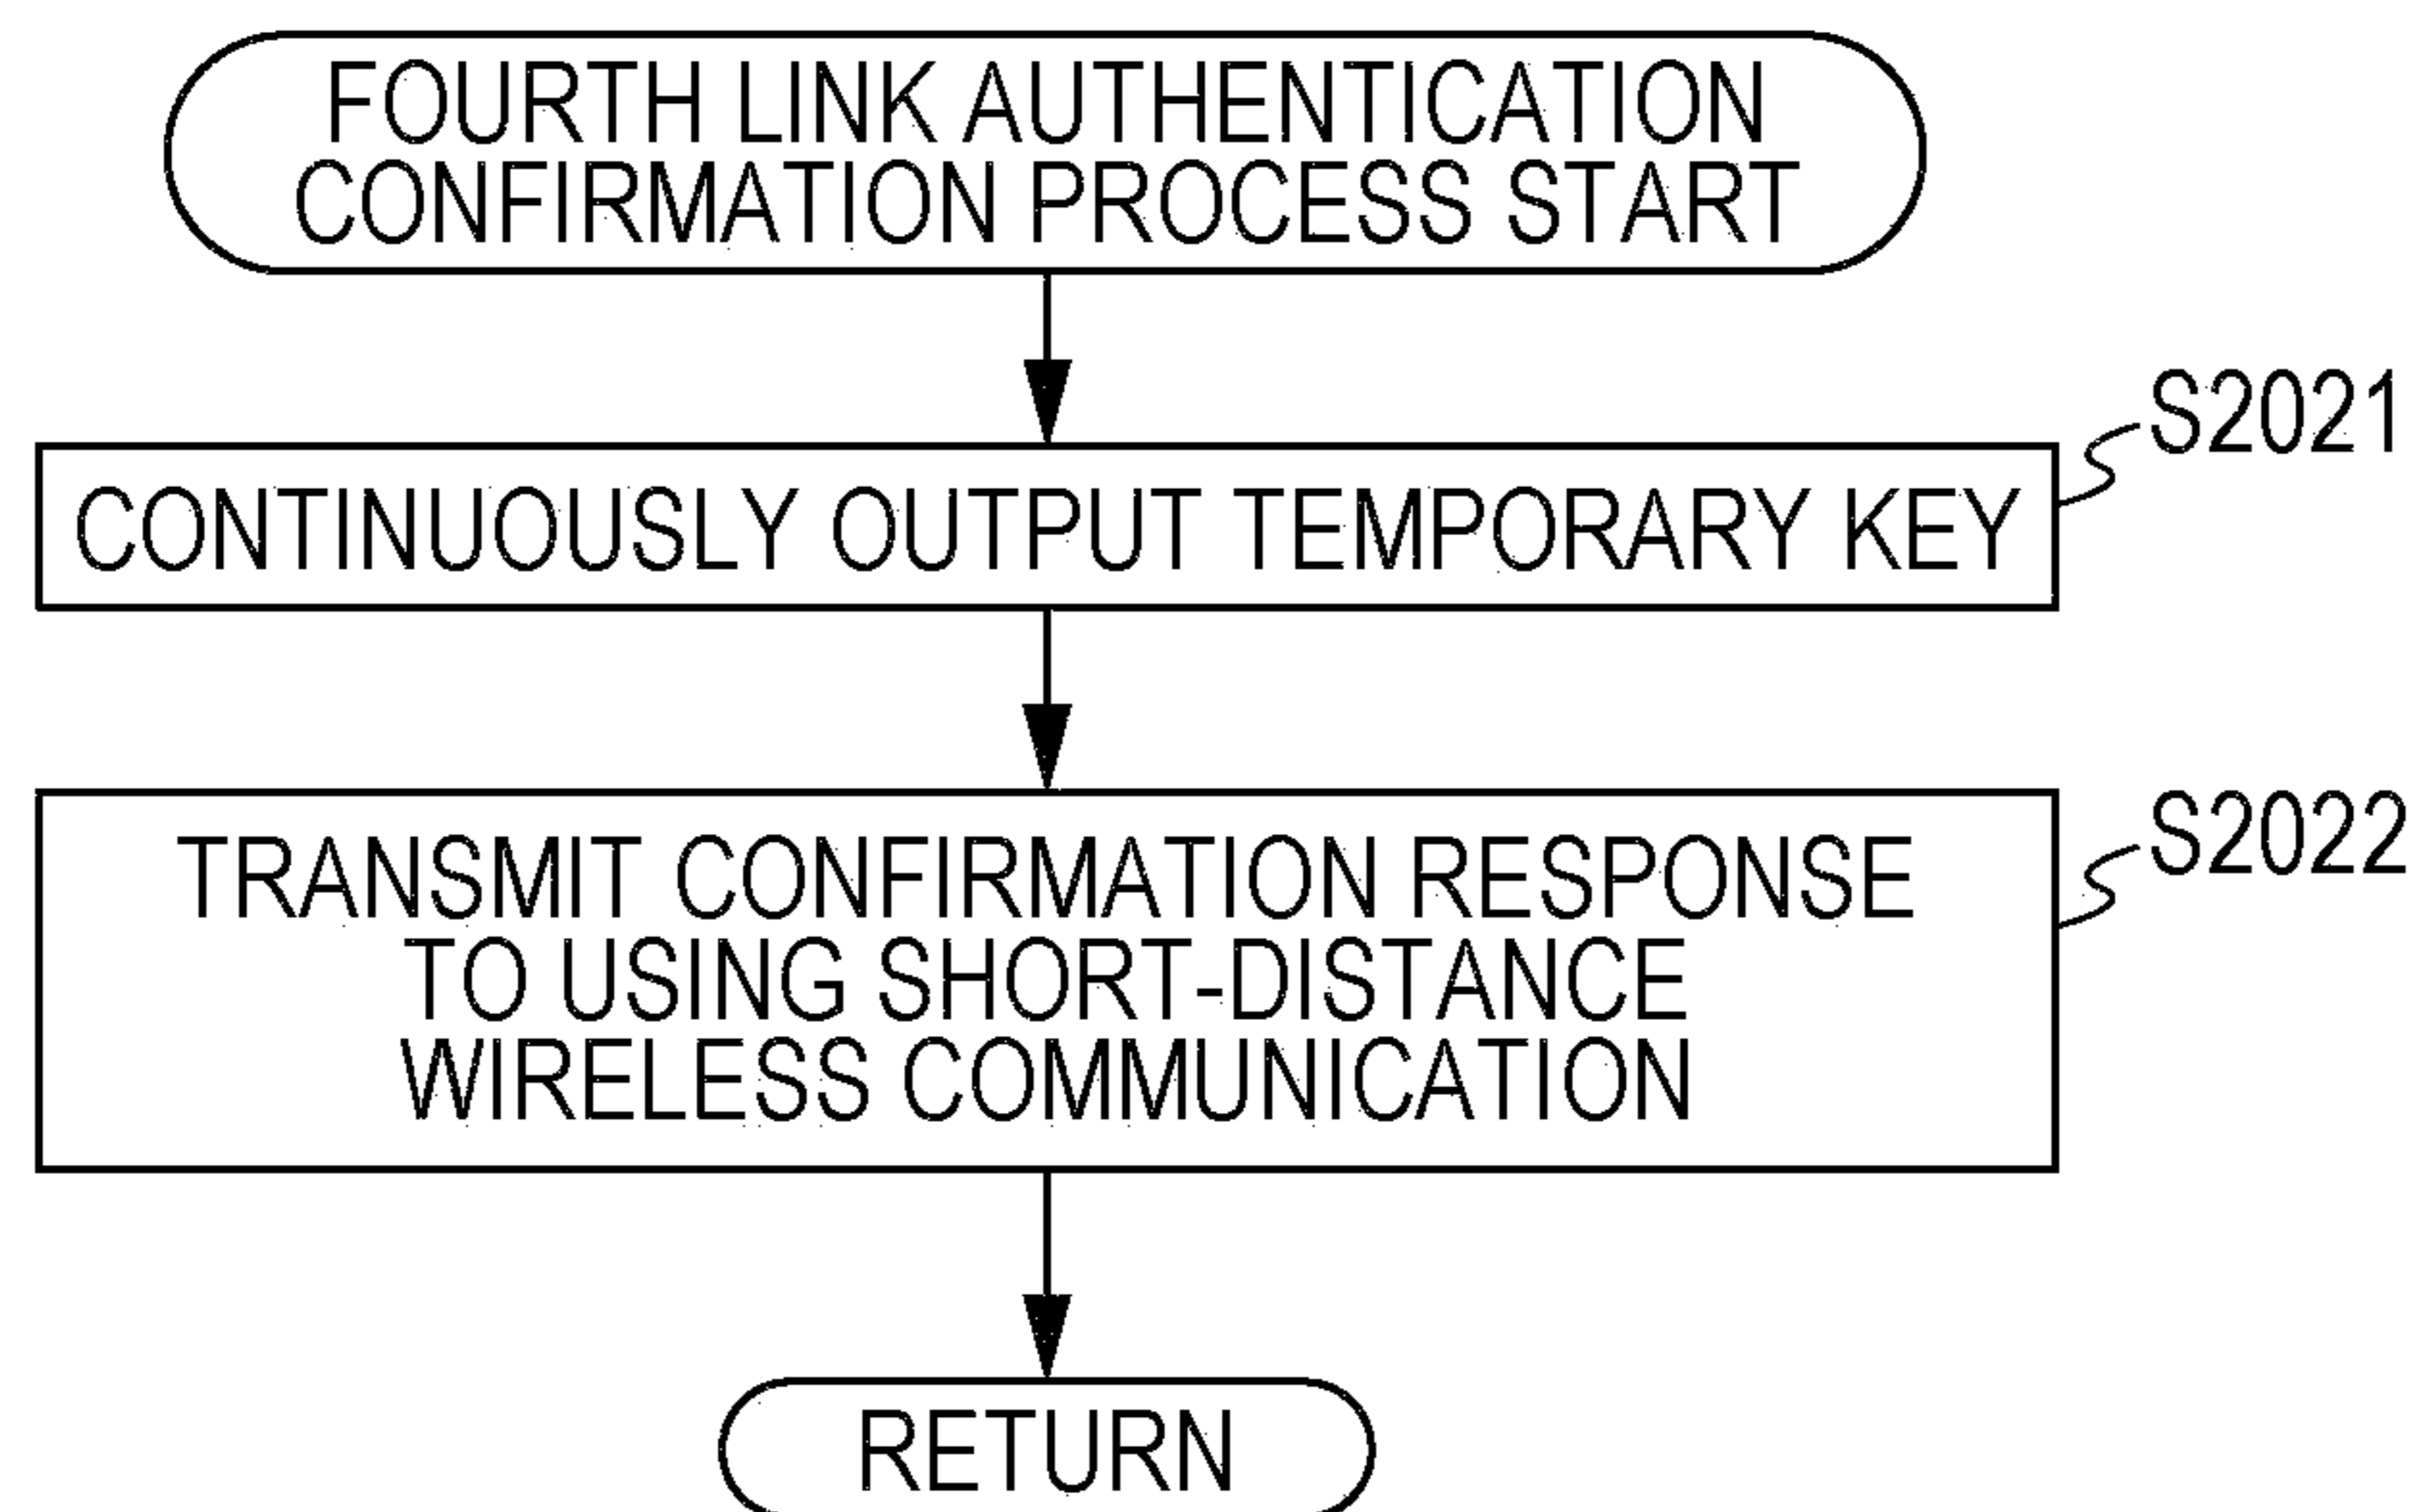 FOURTH LINK AUTHENTICATION
CONFIRMATION PROCESS START
S2021
CONTINUOUSLY OUTPUT TEMPORARY KEY
S2022
TRANSMIT CONFIRMATION RESPONSE
TO USING SHORT-DISTANCE
WIRELESS COMMUNICATION
RETURN